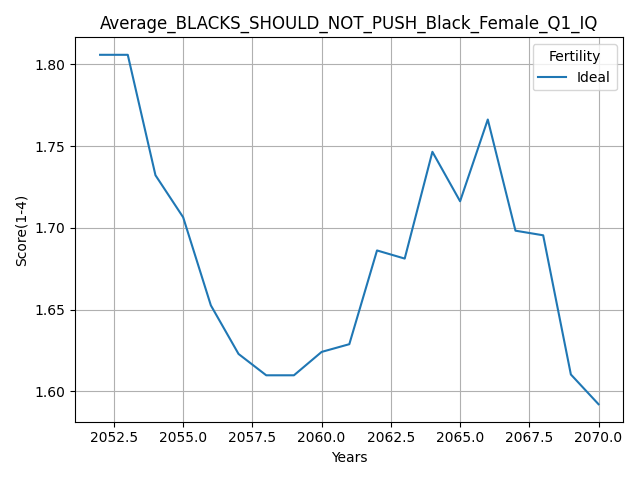 Average_BLACKS_SHOULD_NOT_PUSH_Black_Female_Q1_IQ
Fertility
Ideal
Score(1-4)
1.80
1.75
1.70
1.65
1.60
2052.5 2055.0 2057.5 2060.0 2062.5 2065.0 2067.5 2070.0
Years